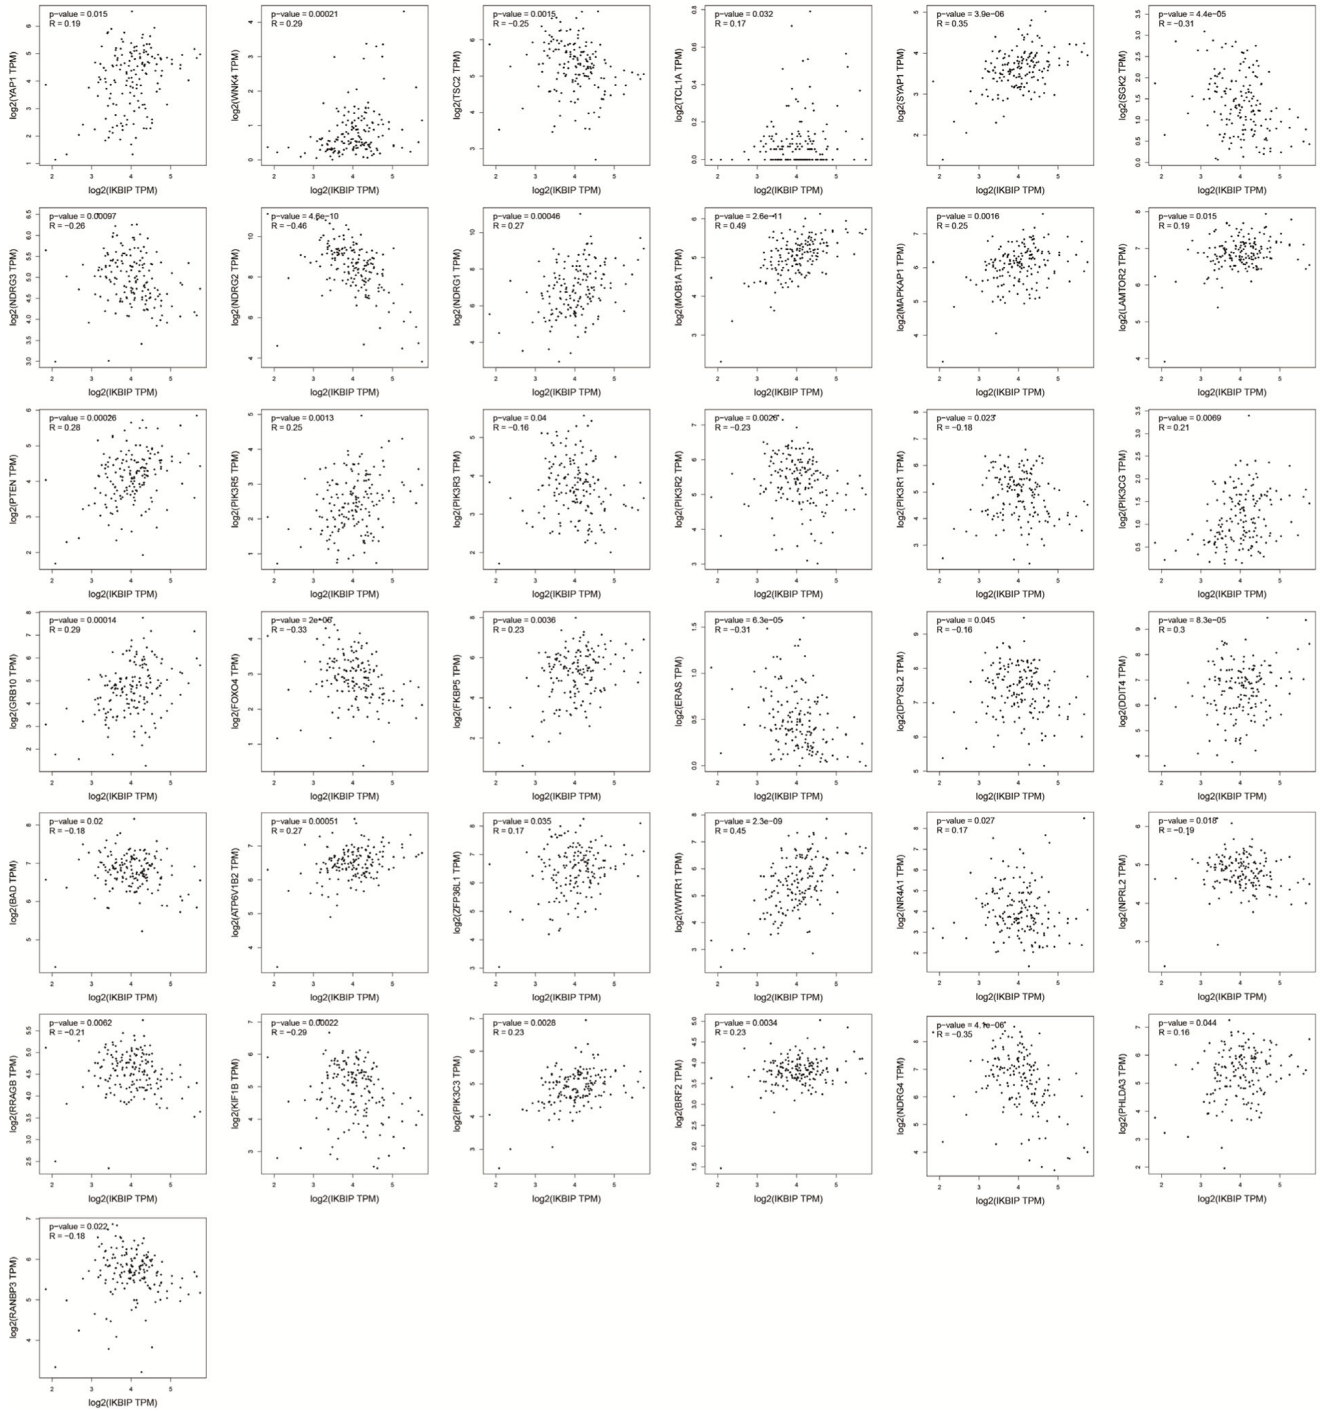 p-value = 0.015
R = 0.19
log2(YAP1 TPM)
log2(IKBIP TPM)
p-value = 0.00021
R = 0.29
log2(WNK4 TPM)
log2(IKBIP TPM)
p-value = 0.0015
R = −0.25
log2(TSC2 TPM)
log2(IKBIP TPM)
p-value = 0.032
R = 0.17
log2(TCL1A TPM)
log2(IKBIP TPM)
p-value = 3.9e-06
R = 0.35
log2(SYAP1 TPM)
log2(IKBIP TPM)
p-value = 4.4e-05
R = −0.31
log2(SGK2 TPM)
log2(IKBIP TPM)
p-value = 0.00097
R = −0.26
log2(NDRG3 TPM)
log2(IKBIP TPM)
p-value = 4.6e-10
R = −0.46
log2(NDRG2 TPM)
log2(IKBIP TPM)
p-value = 0.00046
R = 0.27
log2(NDRG1 TPM)
log2(IKBIP TPM)
p-value = 2.6e-11
R = 0.49
log2(MOB1A TPM)
log2(IKBIP TPM)
p-value = 0.0016
R = 0.25
log2(MAPKAP1 TPM)
log2(IKBIP TPM)
p-value = 0.015
R = 0.19
log2(LAMTOR2 TPM)
log2(IKBIP TPM)
p-value = 0.00026
R = 0.28
log2(PTEN TPM)
log2(IKBIP TPM)
p-value = 0.0013
R = 0.25
log2(PIK3R5 TPM)
log2(IKBIP TPM)
p-value = 0.04
R = −0.16
log2(PIK3R3 TPM)
log2(IKBIP TPM)
p-value = 0.0026
R = −0.23
log2(PIK3R2 TPM)
log2(IKBIP TPM)
p-value = 0.023
R = −0.18
log2(PIK3R1 TPM)
log2(IKBIP TPM)
p-value = 0.0069
R = 0.21
log2(PIK3CG TPM)
log2(IKBIP TPM)
p-value = 0.00014
R = 0.29
log2(GRB10 TPM)
log2(IKBIP TPM)
p-value = 2e-06
R = −0.33
log2(FOXO4 TPM)
log2(IKBIP TPM)
p-value = 0.0036
R = 0.23
log2(FKBP5 TPM)
log2(IKBIP TPM)
p-value = 6.3e-05
R = −0.31
log2(ERAS TPM)
log2(IKBIP TPM)
p-value = 0.045
R = −0.16
log2(DPYSL2 TPM)
log2(IKBIP TPM)
p-value = 8.3e-05
R = 0.3
log2(DDIT4 TPM)
log2(IKBIP TPM)
p-value = 0.02
R = −0.18
log2(BAD TPM)
log2(IKBIP TPM)
p-value = 0.00051
R = 0.27
log2(ATP6V1B2 TPM)
log2(IKBIP TPM)
p-value = 0.035
R = 0.17
log2(ZFP36L1 TPM)
log2(IKBIP TPM)
p-value = 2.3e-09
R = 0.45
log2(WWTR1 TPM)
log2(IKBIP TPM)
p-value = 0.027
R = 0.17
log2(NR4A1 TPM)
log2(IKBIP TPM)
p-value = 0.018
R = −0.19
log2(NPRL2 TPM)
log2(IKBIP TPM)
p-value = 0.0062
R = −0.21
log2(RRAGB TPM)
log2(IKBIP TPM)
p-value = 0.00022
R = −0.29
log2(KIF1B TPM)
log2(IKBIP TPM)
p-value = 0.0028
R = 0.23
log2(PIK3C3 TPM)
log2(IKBIP TPM)
p-value = 0.0034
R = 0.23
log2(BRF2 TPM)
log2(IKBIP TPM)
R = −0.35
log2(NDRG4 TPM)
log2(IKBIP TPM)
p-value = 0.044
R = 0.16
log2(PHLDA3 TPM)
log2(IKBIP TPM)
p-value = 0.022
R = −0.18
log2(RANBP3 TPM)
log2(IKBIP TPM)